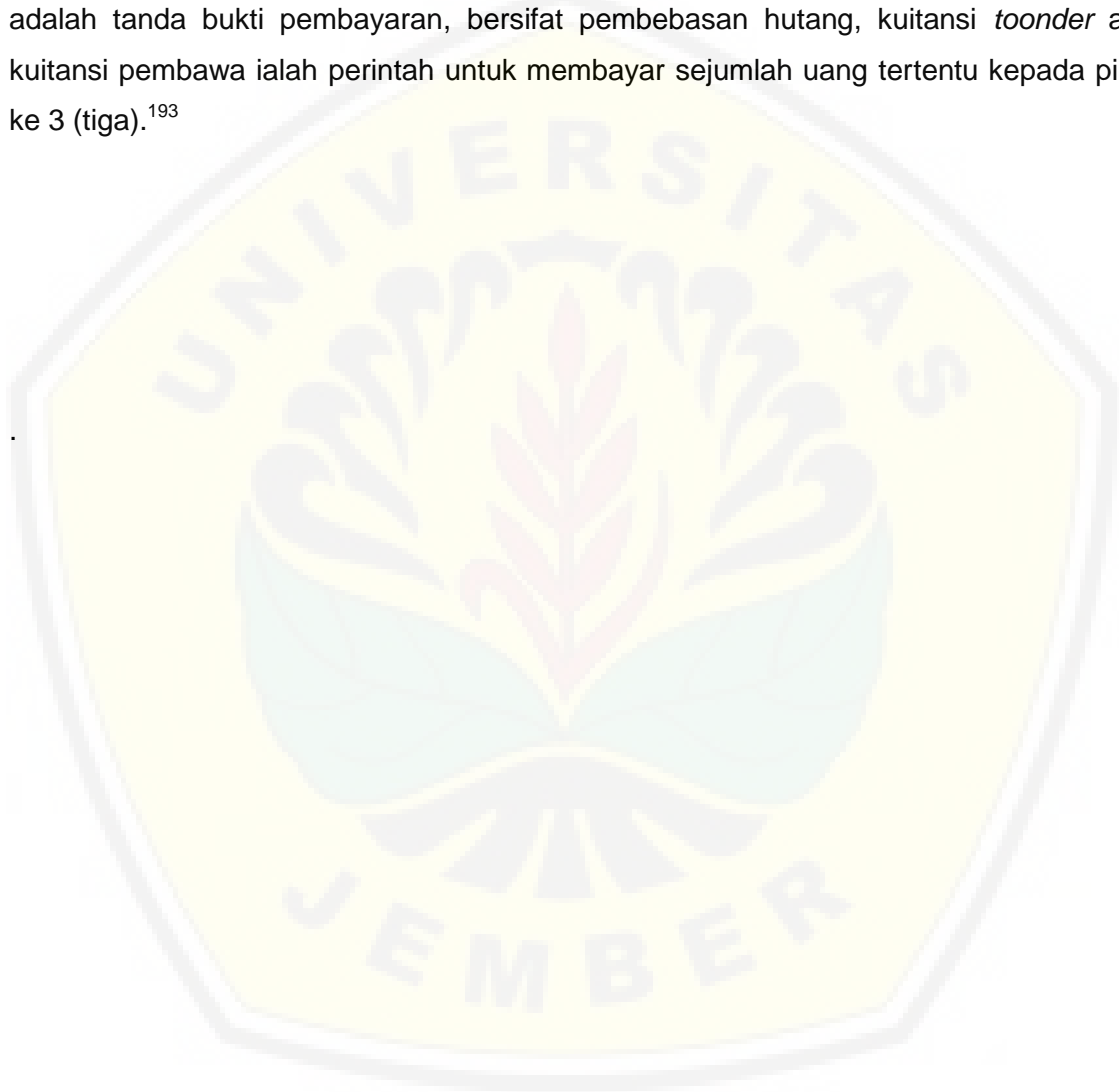 adalah tanda bukti pembayaran, bersifat pembebasan hutang, kuitansi toonder a
kuitansi pembawa ialah perintah untuk membayar sejumlah uang tertentu kepada pi
ke 3 (tiga).193
.
UNIVERSITAS
JEMBER